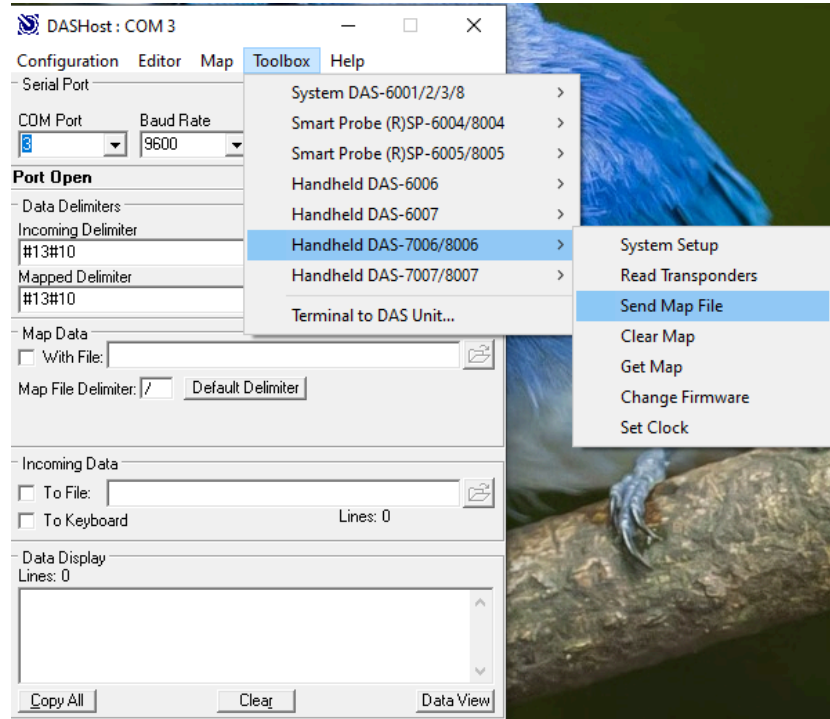 DASHost : COM 3
Configuration Editor Map Toolbox Help
Serial Port
COM Port Baud Rate
3 9600
Port Open
Data Delimiters
Incoming Delimiter
#13#10
Mapped Delimiter
#13#10
Map Data
With File:
Map File Delimiter: / Default Delimiter
Incoming Data
To File:
To Keyboard Lines: 0
Data Display
Lines: 0
Copy All Clear Data View
System DAS-6001/2/3/8
Smart Probe (R)SP-6004/8004
Smart Probe (R)SP-6005/8005
Handheld DAS-6006
Handheld DAS-6007
Handheld DAS-7006/8006
Handheld DAS-7007/8007
Terminal to DAS Unit...
System Setup
Read Transponders
Send Map File
Clear Map
Get Map
Change Firmware
Set Clock